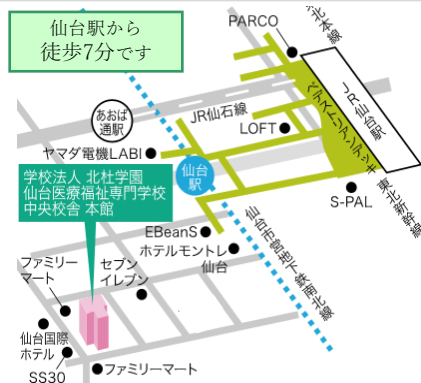 仙台駅から
徒歩7分です
PARCO
東北本線
JR仙台駅
ペデストリアンデッキ
あおば
通駅
JR仙石線
LOFT
ヤマダ電機LABI
仙台
駅
学校法人 北杜学園
仙台医療福祉専門学校
中央校舎 本館
S-PAL
東北新幹線
EBeanS
ホテルモントレ
仙台
仙台市営地下鉄南北線
ファミリー
マート
セブン
イレブン
仙台国際
ホテル
SS30
ファミリーマート